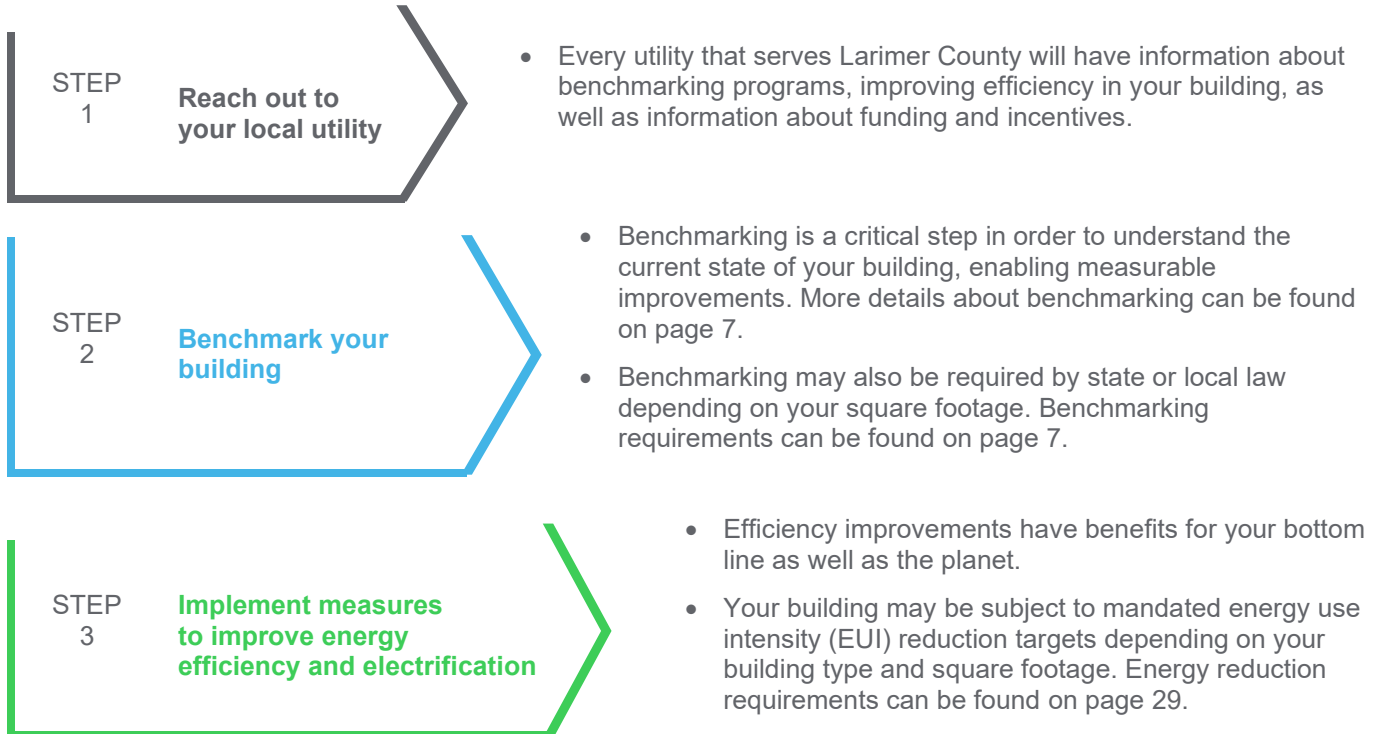 STEP
1
Reach out to
your local utility
• Every utility that serves Larimer County will have information about
benchmarking programs, improving efficiency in your building, as
well as information about funding and incentives.
STEP
2
Benchmark your
building
• Benchmarking is a critical step in order to understand the
current state of your building, enabling measurable
improvements. More details about benchmarking can be found
on page 7.
• Benchmarking may also be required by state or local law
depending on your square footage. Benchmarking
requirements can be found on page 7.
STEP
3
Implement measures
to improve energy
efficiency and electrification
• Efficiency improvements have benefits for your bottom
line as well as the planet.
• Your building may be subject to mandated energy use
intensity (EUI) reduction targets depending on your
building type and square footage. Energy reduction
requirements can be found on page 29.